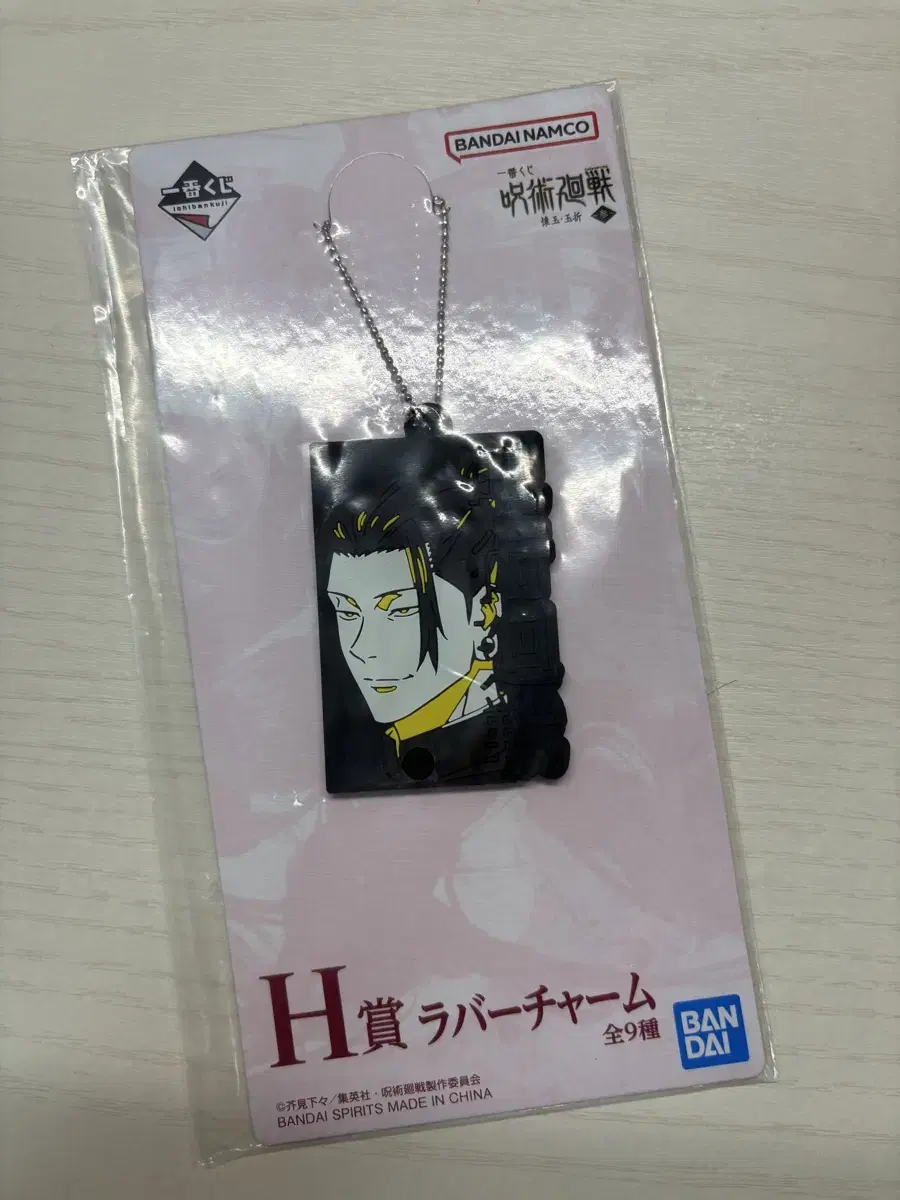 一番くじ
ichibankuji
BANDAI NAMCO
一番くじ
呪術廻戦
懐玉・玉折
H賞 ラバーチャーム
全9種
BAN
DAI
©芥見下々／集英社・呪術廻戦製作委員会
BANDAI SPIRITS MADE IN CHINA